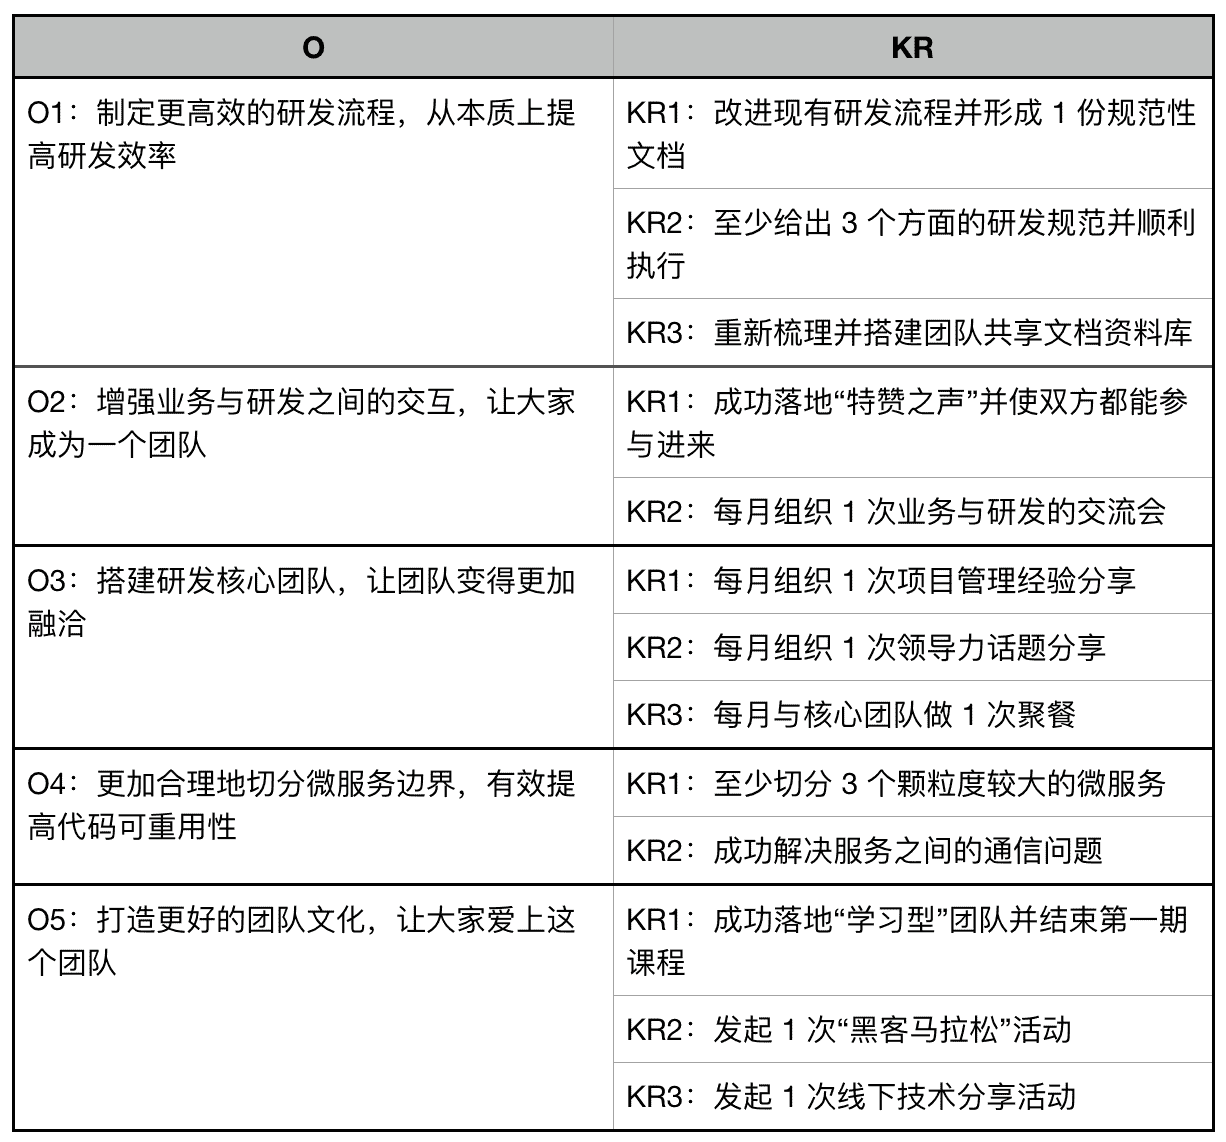 O
KR
O1：制定更高效的研发流程，从本质上提
高研发效率
KR1：改进现有研发流程并形成 1 份规范性
文档
KR2：至少给出 3 个方面的研发规范并顺利
执行
KR3：重新梳理并搭建团队共享文档资料库
O2：增强业务与研发之间的交互，让大家
成为一个团队
KR1：成功落地“特赞之声”并使双方都能参
与进来
KR2：每月组织 1 次业务与研发的交流会
O3：搭建研发核心团队，让团队变得更加
融洽
KR1：每月组织 1 次项目管理经验分享
KR2：每月组织 1 次领导力话题分享
KR3：每月与核心团队做 1 次聚餐
O4：更加合理地切分微服务边界，有效提
高代码可重用性
KR1：至少切分 3 个颗粒度较大的微服务
KR2：成功解决服务之间的通信问题
O5：打造更好的团队文化，让大家爱上这
个团队
KR1：成功落地“学习型”团队并结束第一期
课程
KR2：发起 1 次“黑客马拉松”活动
KR3：发起 1 次线下技术分享活动